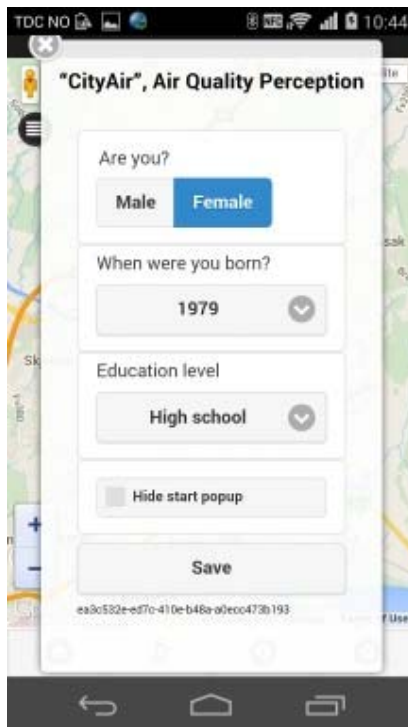 TDC NO 10:44
"CityAir", Air Quality Perception
Are you?
Male Female
When were you born?
1979
Education level
High school
Hide start popup
+
−
Save
ea3c532e-ed7c-410e-b48a-a0ecc473b193
f Use